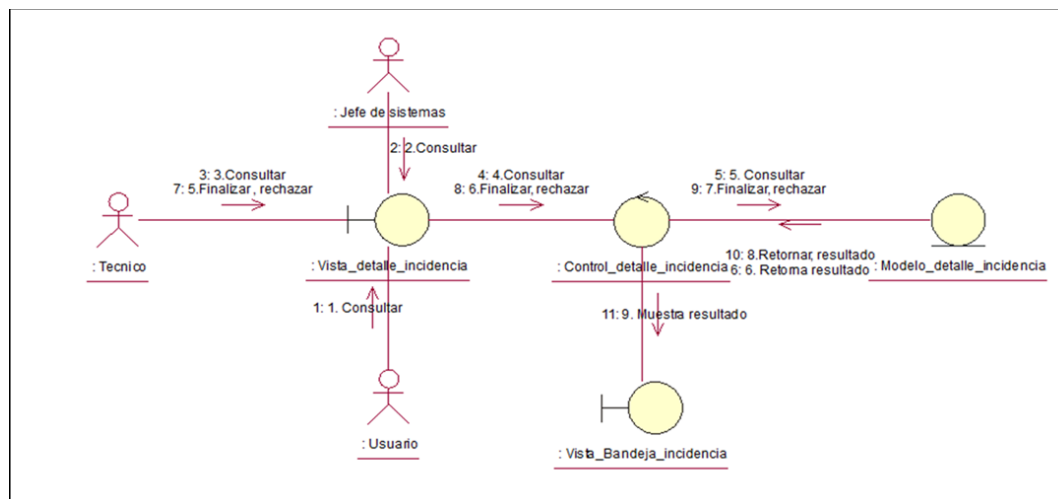 : Jefe de sistemas
2: 2.Consultar
3: 3.Consultar
7: 5.Finalizar, rechazar
4: 4.Consultar
8: 6.Finalizar, rechazar
5: 5. Consultar
9: 7.Finalizar, rechazar
: Tecnico
: Vista_detalle_incidencia
: Control_detalle_incidencia
10: 8.Retornar, resultado
6: 6. Retorna resultado
: Modelo_detalle_incidencia
1: 1. Consultar
11: 9. Muestra resultado
: Usuario
: Vista_Bandeja_incidencia